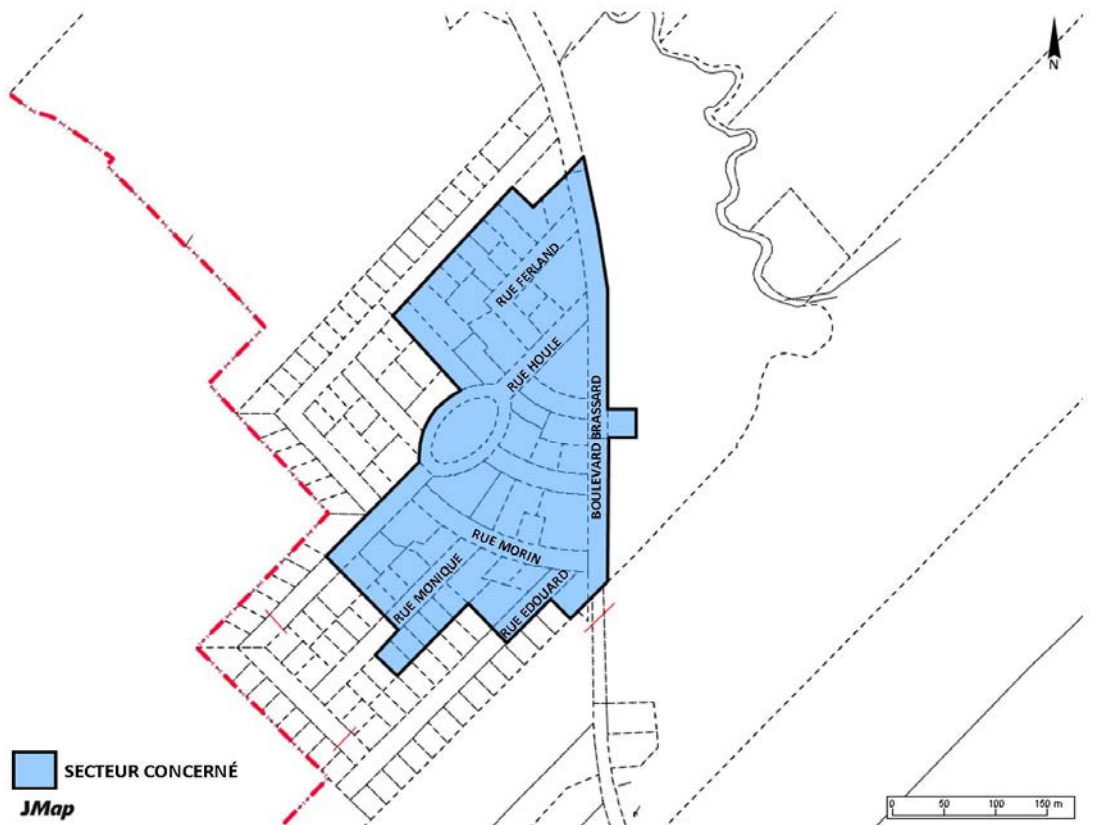 N
RUE FERLAND
RUE HOULE
BOULEVARD BRASSARD
RUE MORIN
RUE MONIQUE
RUE EDOUARD
SECTEUR CONCERNÉ
JMap
0 50 100 150 m